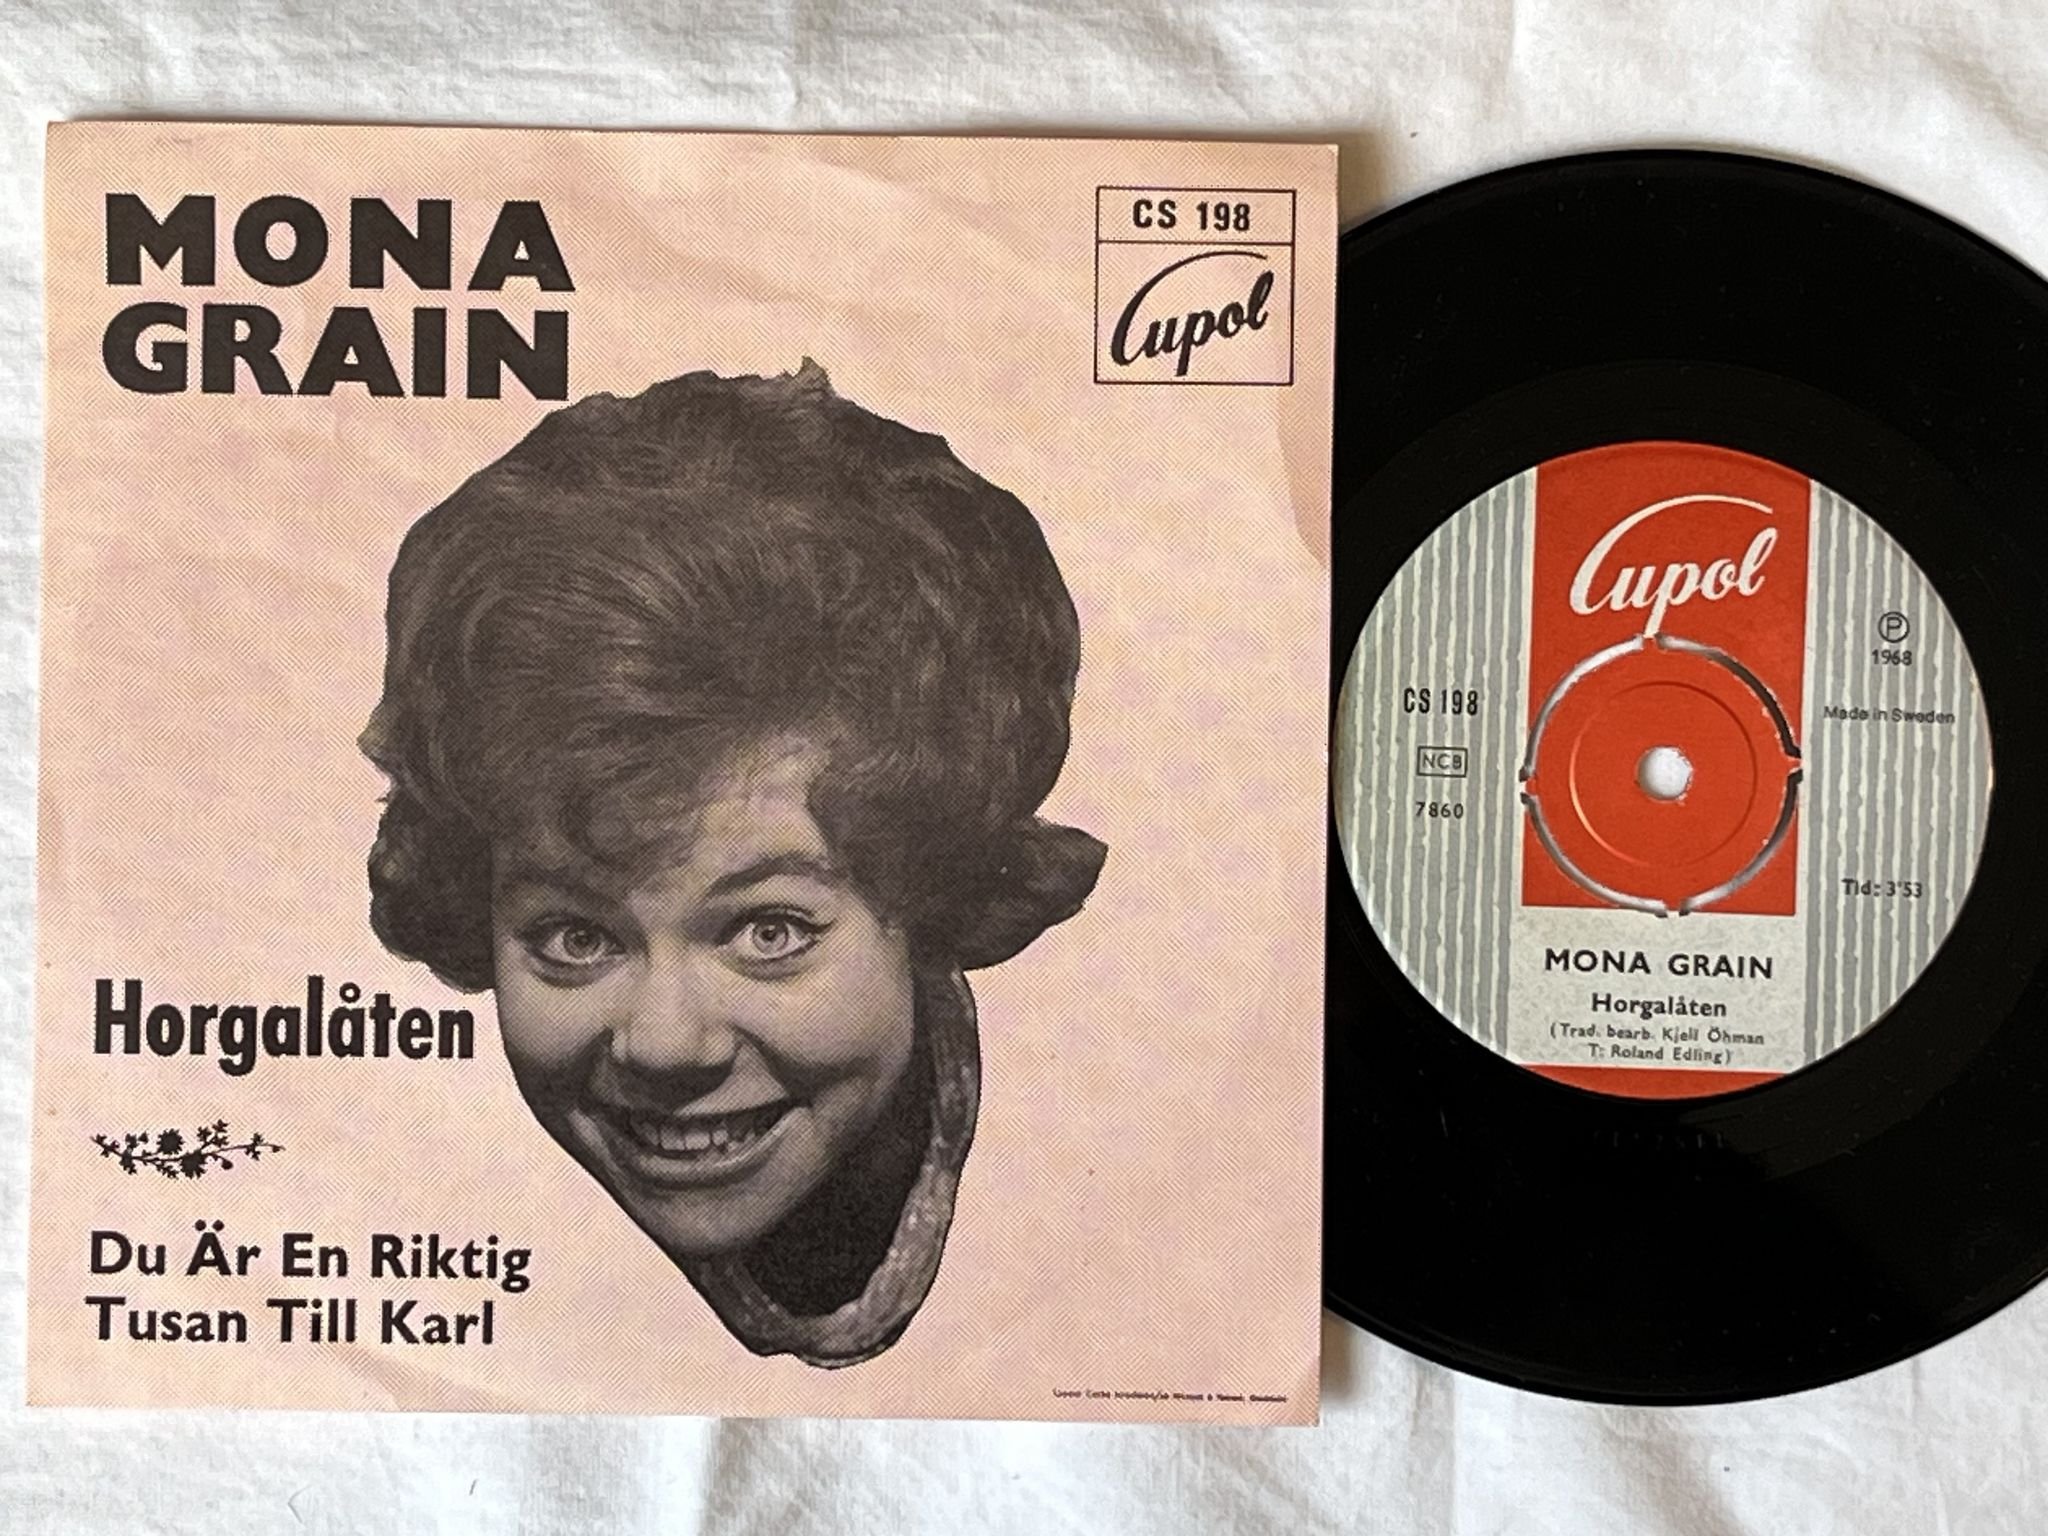 MONA
GRAIN
CS 198
Cupol
Horgalåten
Du Är En Riktig
Tusan Till Karl
Cupol
P
1968
CS 198
Made in Sweden
NCB
7860
Tid: 3'53
MONA GRAIN
Horgalåten
(Trad. bearb. Kjell Öhman
T: Roland Edling)